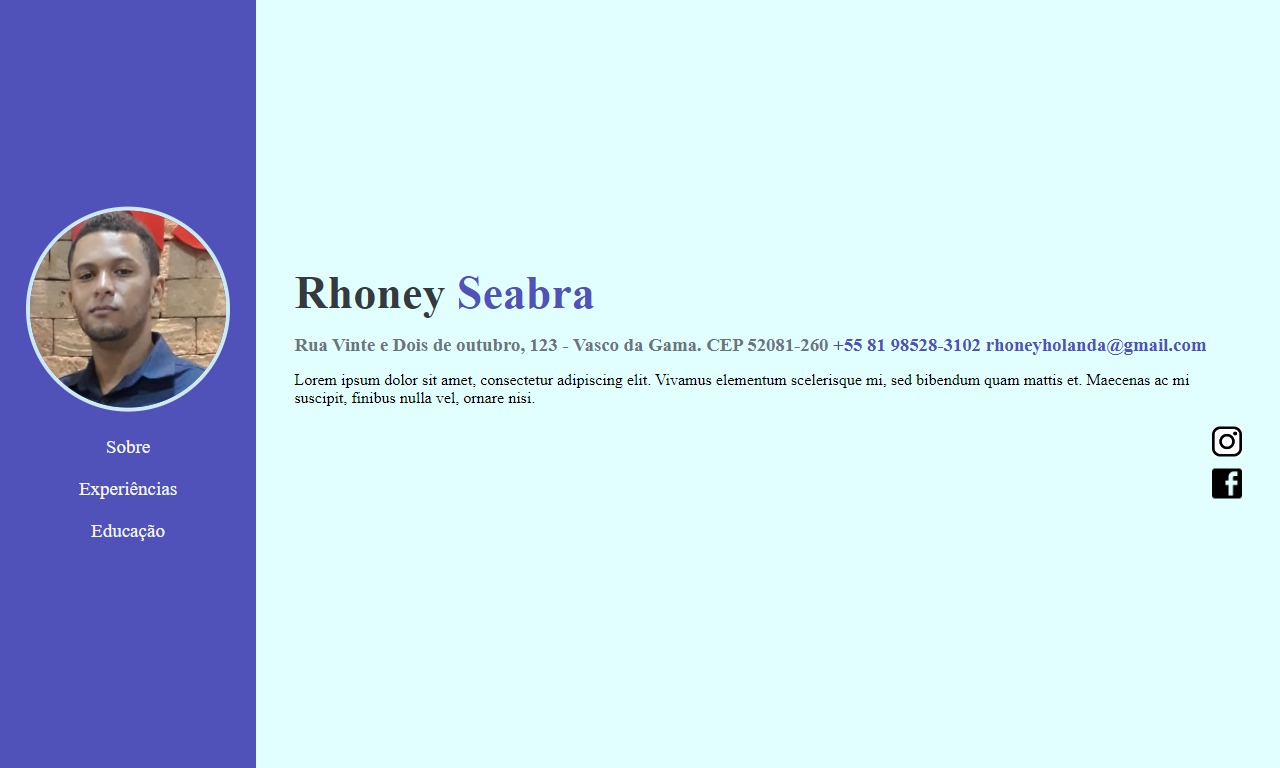 Sobre
Experiências
Educação
Rhoney Seabra
Rua Vinte e Dois de outubro, 123 - Vasco da Gama. CEP 52081-260 +55 81 98528-3102 rhoneyholanda@gmail.com
Lorem ipsum dolor sit amet, consectetur adipiscing elit. Vivamus elementum scelerisque mi, sed bibendum quam mattis et. Maecenas ac mi
suscipit, finibus nulla vel, ornare nisi.